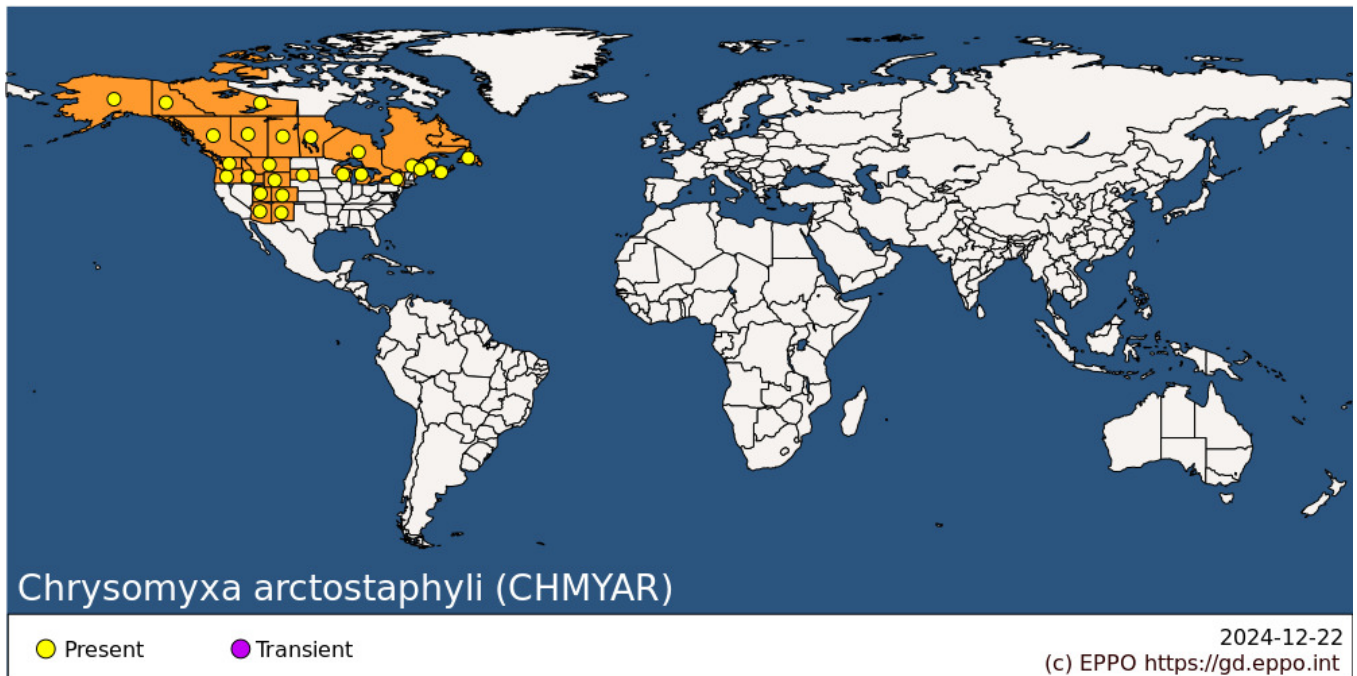 Chrysomyxa arctostaphyli (CHMYAR)
Present
Transient
2024-12-22
(c) EPPO https://gd.eppo.int